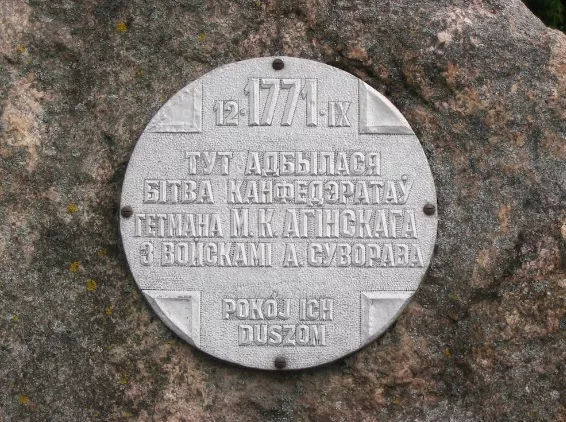 12·1771·IX
ТУТ АДБЫЛАСЯ
БІТВА КАНФЕДЭРАТАЎ
ГЕТМАНА М.К.АГІНСКАГА
З ВОЙСКАМІ А.СУВОРАВА
POKÓJ ICH
DUSZOM